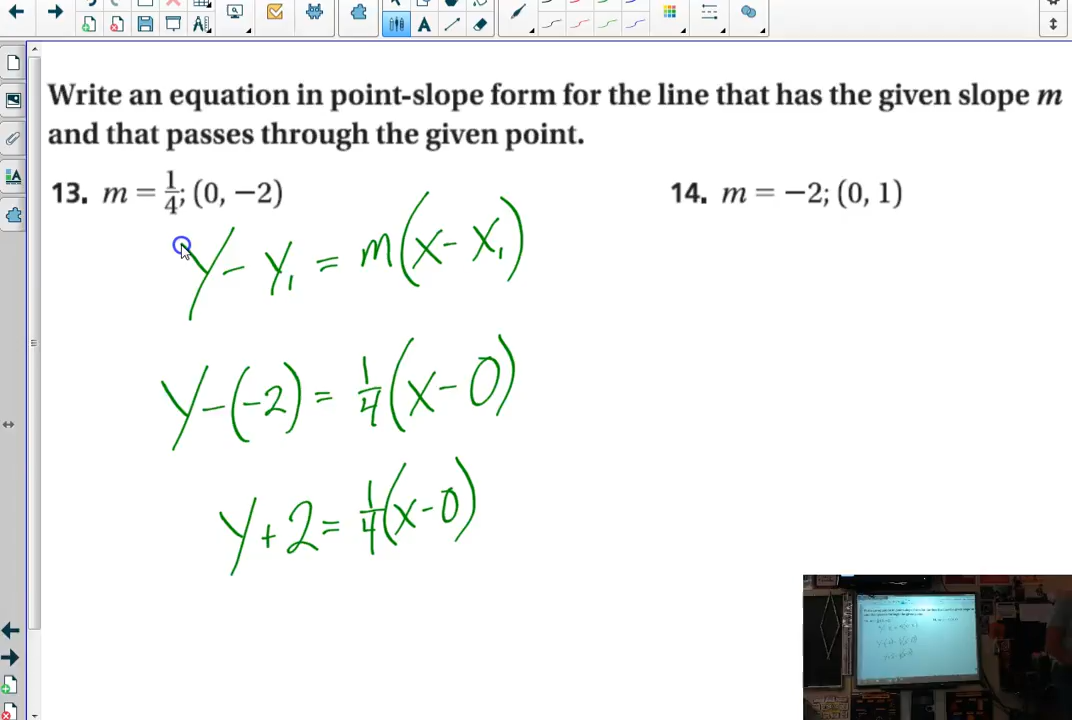 Write an equation in point-slope form for the line that has the given slope m
and that passes through the given point.
13. m = 1/4; (0, −2)
14. m = −2; (0, 1)
y − y₁ = m(x − x₁)
y − (−2) = 1/4(x − 0)
y + 2 = 1/4(x − 0)